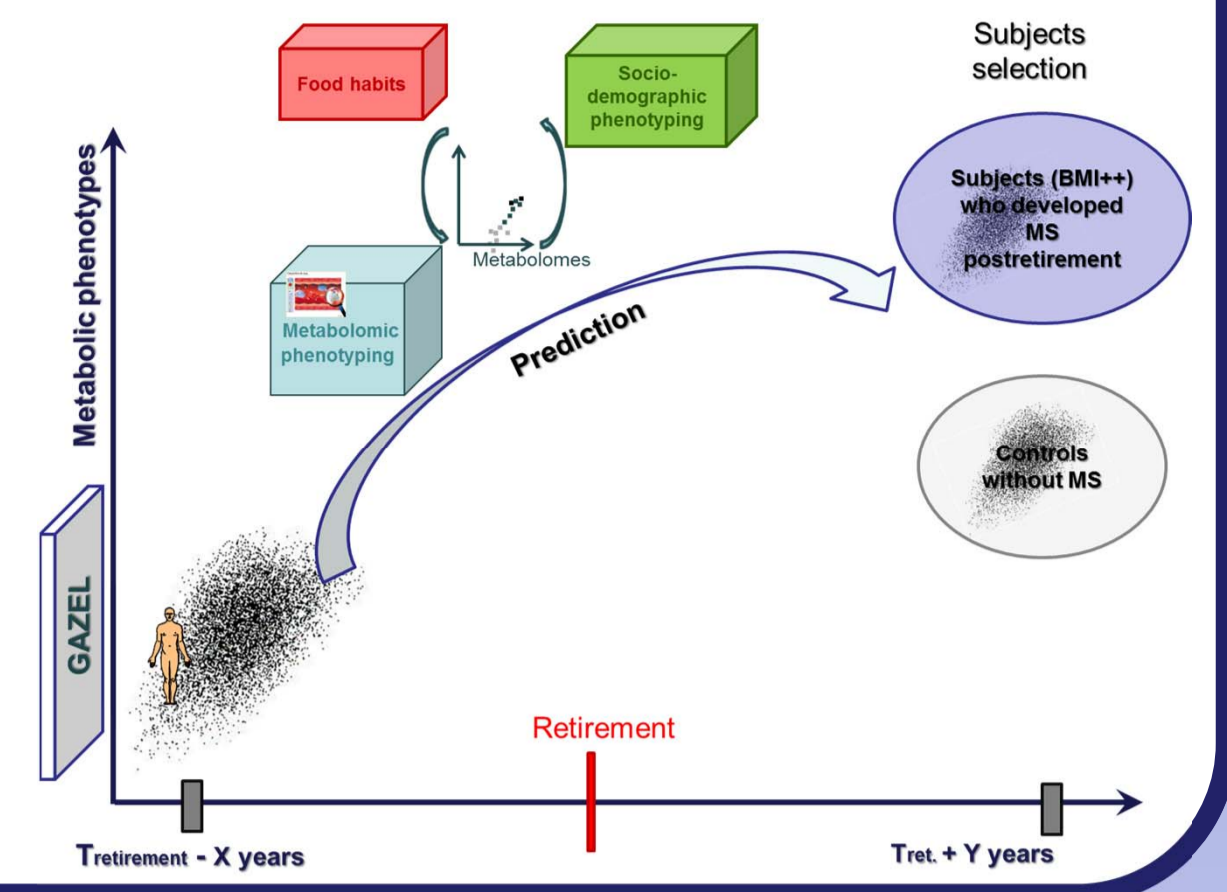 Subjects
selection
Food habits
Socio-
demographic
phenotyping
Metabolic phenotypes
Subjects (BMI++)
who developed
MS
postretirement
Metabolomes
Metabolomic
phenotyping
Prediction
Controls
without MS
GAZEL
Retirement
Tretirement - X years
Tret. + Y years